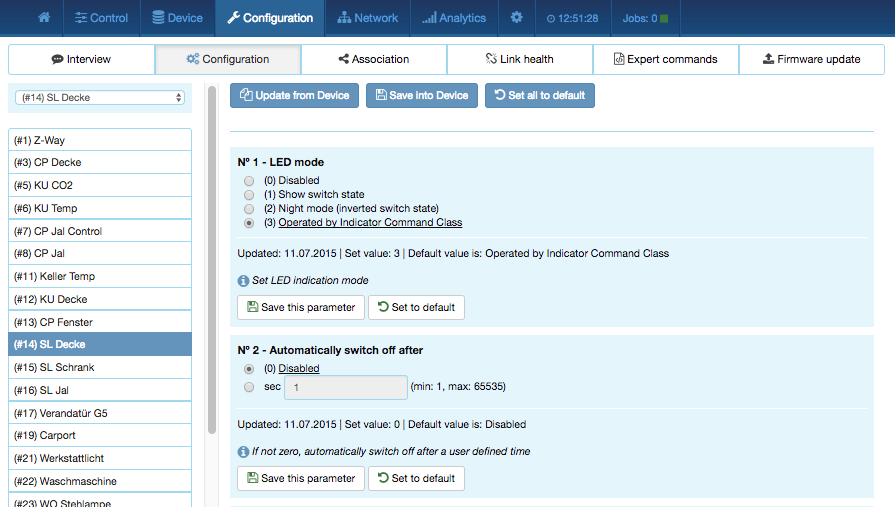 Control Device Configuration Network Analytics 12:51:28 Jobs: 0
Interview Configuration Association Link health Expert commands Firmware update
(#14) SL Decke
Update from Device Save into Device Set all to default
(#1) Z-Way
(#3) CP Decke
(#5) KU CO2
(#6) KU Temp
(#7) CP Jal Control
(#8) CP Jal
(#11) Keller Temp
(#12) KU Decke
(#13) CP Fenster
(#14) SL Decke
(#15) SL Schrank
(#16) SL Jal
(#17) Verandatür G5
(#19) Carport
(#21) Werkstattlicht
(#22) Waschmaschine
(#23) WO Stehlampe
Nº 1 - LED mode
(0) Disabled
(1) Show switch state
(2) Night mode (inverted switch state)
(3) Operated by Indicator Command Class
Updated: 11.07.2015 | Set value: 3 | Default value is: Operated by Indicator Command Class
Set LED indication mode
Save this parameter Set to default
Nº 2 - Automatically switch off after
(0) Disabled
sec 1 (min: 1, max: 65535)
Updated: 11.07.2015 | Set value: 0 | Default value is: Disabled
If not zero, automatically switch off after a user defined time
Save this parameter Set to default